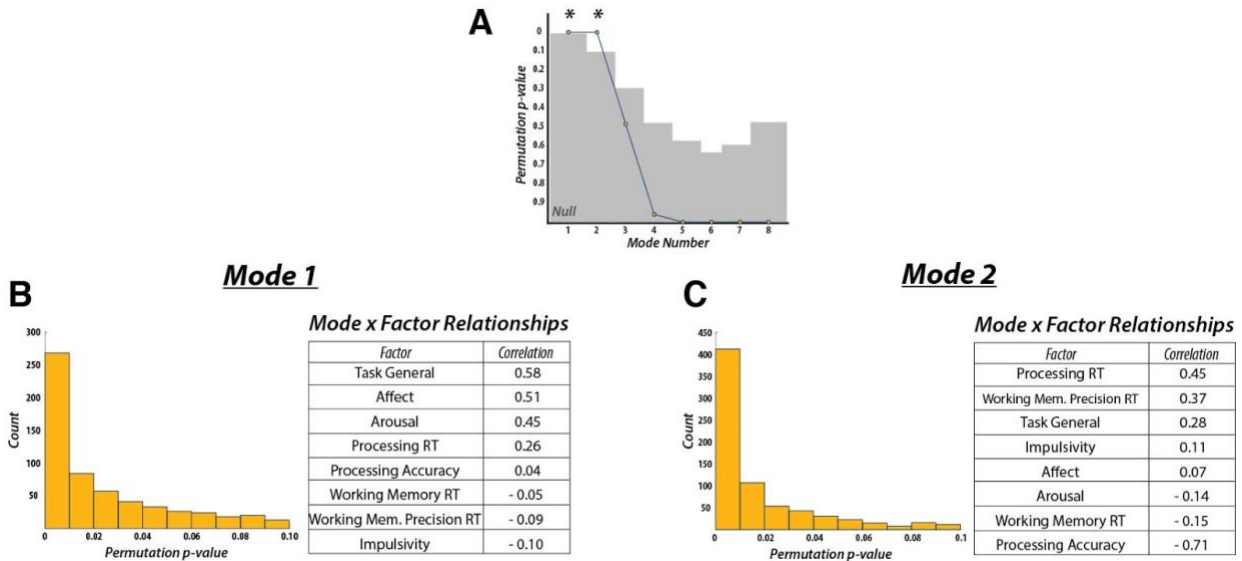 A
* *
Permutation p-value
0
0.1
0.2
0.3
0.4
0.5
0.6
0.7
0.8
0.9
Null
1 2 3 4 5 6 7 8
Mode Number
Mode 1
B
Count
300
250
200
150
100
50
0 0.02 0.04 0.06 0.08 0.10
Permutation p-value
Mode x Factor Relationships
Factor Correlation
Task General 0.58
Affect 0.51
Arousal 0.45
Processing RT 0.26
Processing Accuracy 0.04
Working Memory RT - 0.05
Working Mem. Precision RT - 0.09
Impulsivity - 0.10
Mode 2
C
Count
450
400
350
300
250
200
150
100
50
0 0.02 0.04 0.06 0.08 0.1
Permutation p-value
Mode x Factor Relationships
Factor Correlation
Processing RT 0.45
Working Mem. Precision RT 0.37
Task General 0.28
Impulsivity 0.11
Affect 0.07
Arousal - 0.14
Working Memory RT - 0.15
Processing Accuracy - 0.71